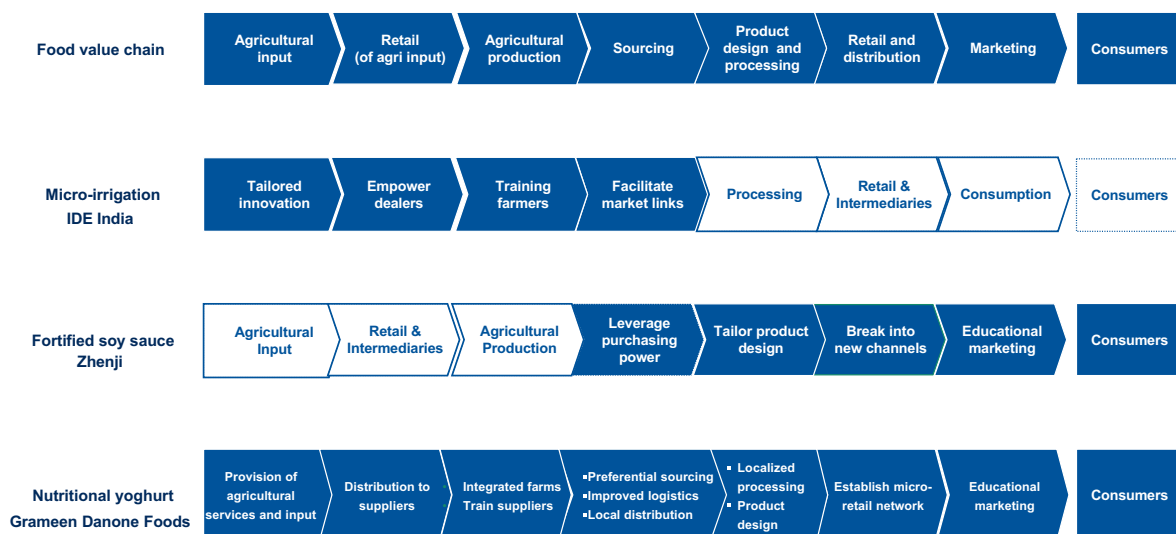 Food value chain
Agricultural
input
Retail
(of agri input)
Agricultural
production
Sourcing
Product
design and
processing
Retail and
distribution
Marketing
Consumers
Micro-irrigation
IDE India
Tailored
innovation
Empower
dealers
Training
farmers
Facilitate
market links
Processing
Retail &
Intermediaries
Consumption
Consumers
Fortified soy sauce
Zhenji
Agricultural
Input
Retail &
Intermediaries
Agricultural
Production
Leverage
purchasing
power
Tailor product
design
Break into
new channels
Educational
marketing
Consumers
Nutritional yoghurt
Grameen Danone Foods
Provision of
agricultural
services and input
Distribution to
suppliers
Integrated farms
Train suppliers
▪Preferential sourcing
▪Improved logistics
▪Local distribution
▪ Localized
processing
▪ Product
design
Establish micro-
retail network
Educational
marketing
Consumers